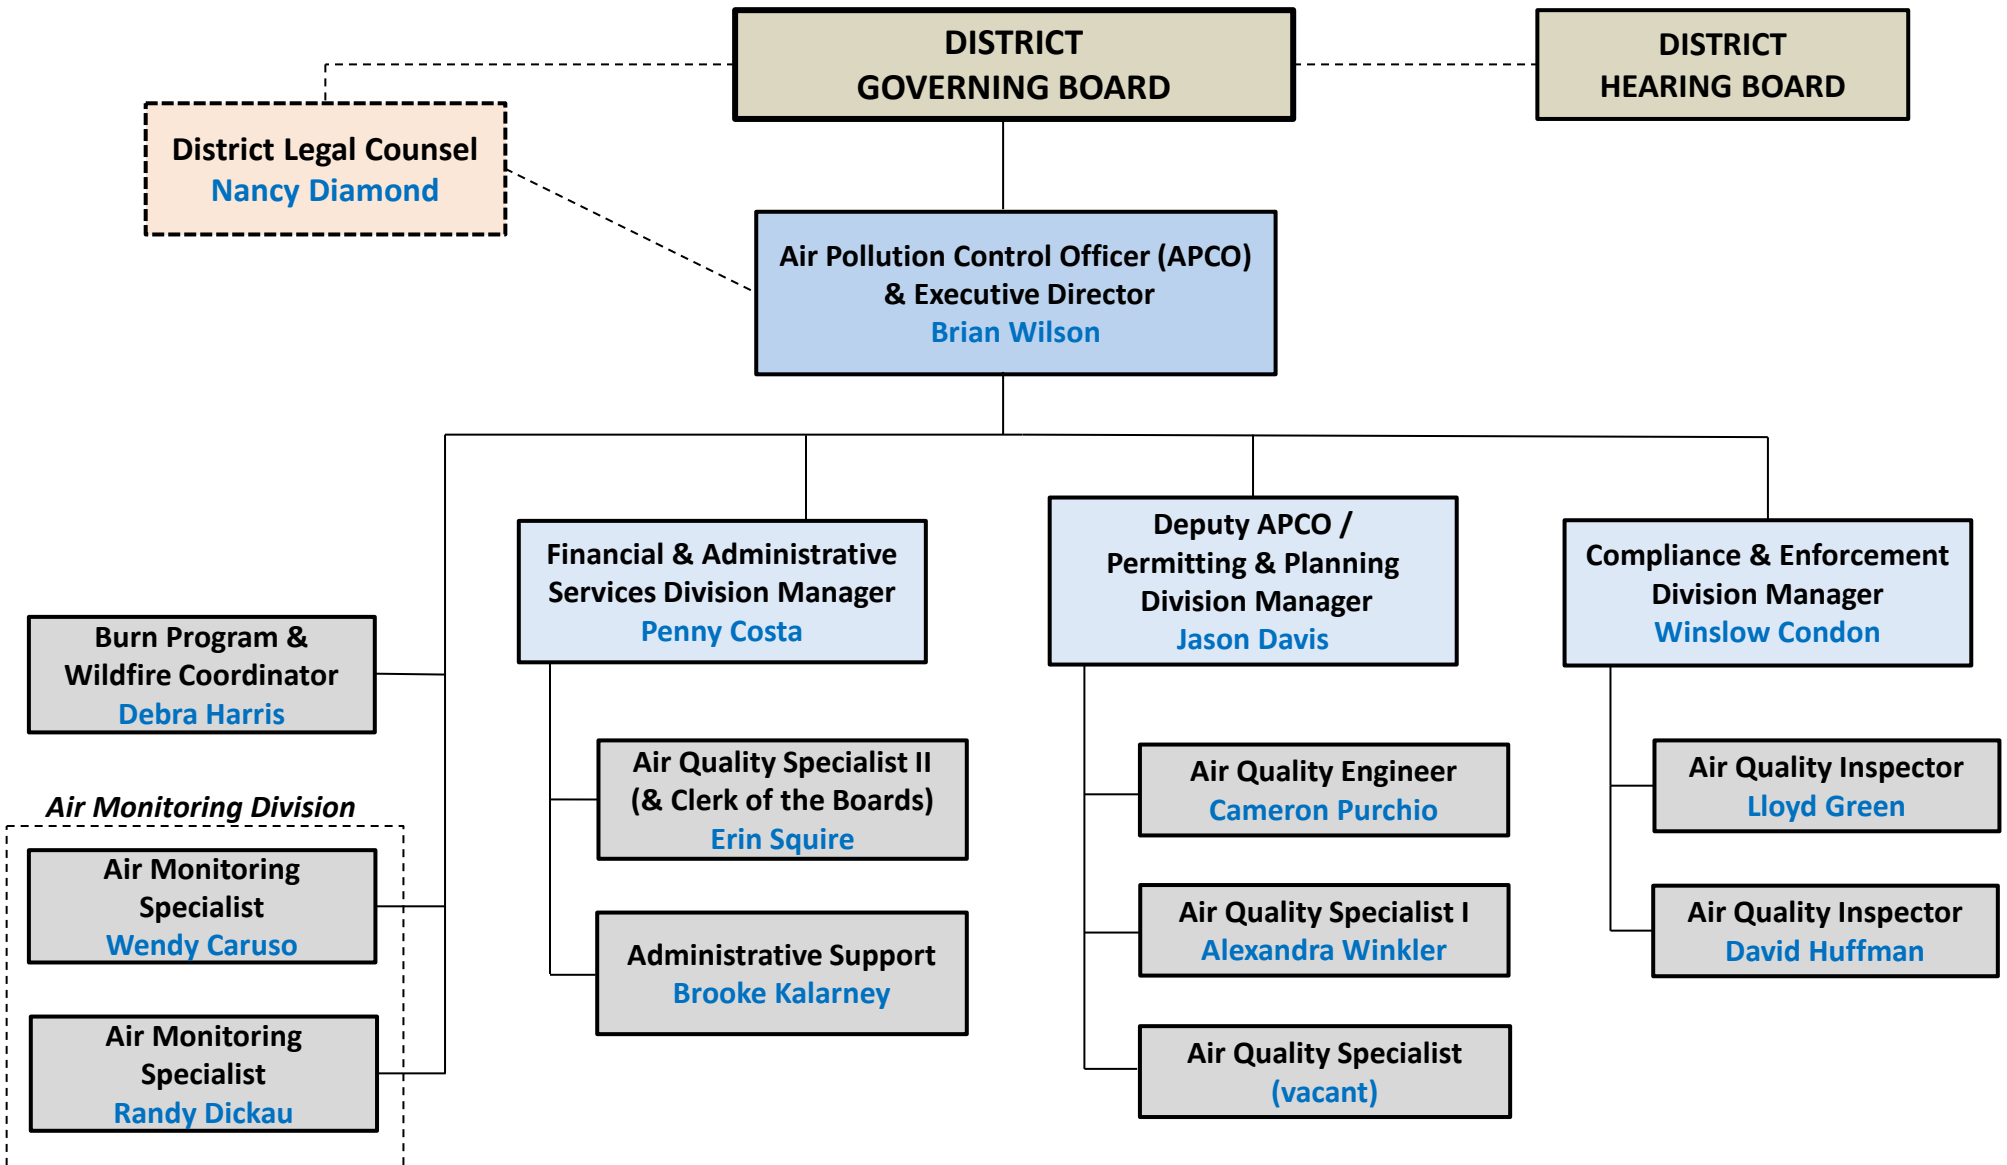 DISTRICT
GOVERNING BOARD
DISTRICT
HEARING BOARD
District Legal Counsel
Nancy Diamond
Air Pollution Control Officer (APCO)
& Executive Director
Brian Wilson
Burn Program &
Wildfire Coordinator
Debra Harris
Air Monitoring Division
Air Monitoring
Specialist
Wendy Caruso
Air Monitoring
Specialist
Randy Dickau
Financial & Administrative
Services Division Manager
Penny Costa
Air Quality Specialist II
(& Clerk of the Boards)
Erin Squire
Administrative Support
Brooke Kalarney
Deputy APCO /
Permitting & Planning
Division Manager
Jason Davis
Air Quality Engineer
Cameron Purchio
Air Quality Specialist I
Alexandra Winkler
Air Quality Specialist
(vacant)
Compliance & Enforcement
Division Manager
Winslow Condon
Air Quality Inspector
Lloyd Green
Air Quality Inspector
David Huffman